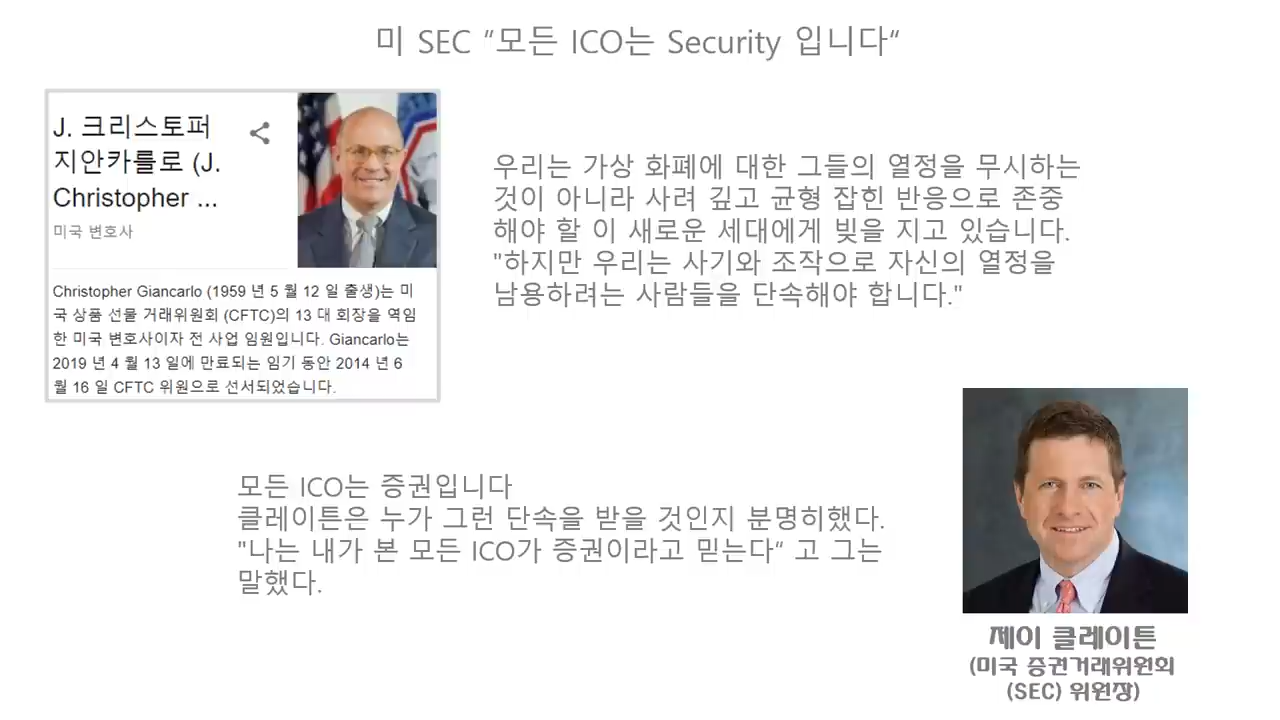 미 SEC "모든 ICO는 Security 입니다"
J. 크리스토퍼
지안카를로 (J.
Christopher ...
미국 변호사
Christopher Giancarlo (1959 년 5 월 12 일 출생)는 미
국 상품 선물 거래위원회 (CFTC)의 13 대 회장을 역임
한 미국 변호사이자 전 사업 임원입니다. Giancarlo는
2019 년 4 월 13 일에 만료되는 임기 동안 2014 년 6
월 16 일 CFTC 위원으로 선서되었습니다.
우리는 가상 화폐에 대한 그들의 열정을 무시하는
것이 아니라 사려 깊고 균형 잡힌 반응으로 존중
해야 할 이 새로운 세대에게 빚을 지고 있습니다.
"하지만 우리는 사기와 조작으로 자신의 열정을
남용하려는 사람들을 단속해야 합니다."
모든 ICO는 증권입니다
클레이튼은 누가 그런 단속을 받을 것인지 분명히했다.
"나는 내가 본 모든 ICO가 증권이라고 믿는다“ 고 그는
말했다.
제이 클레이튼
(미국 증권거래위원회
(SEC) 위원장)